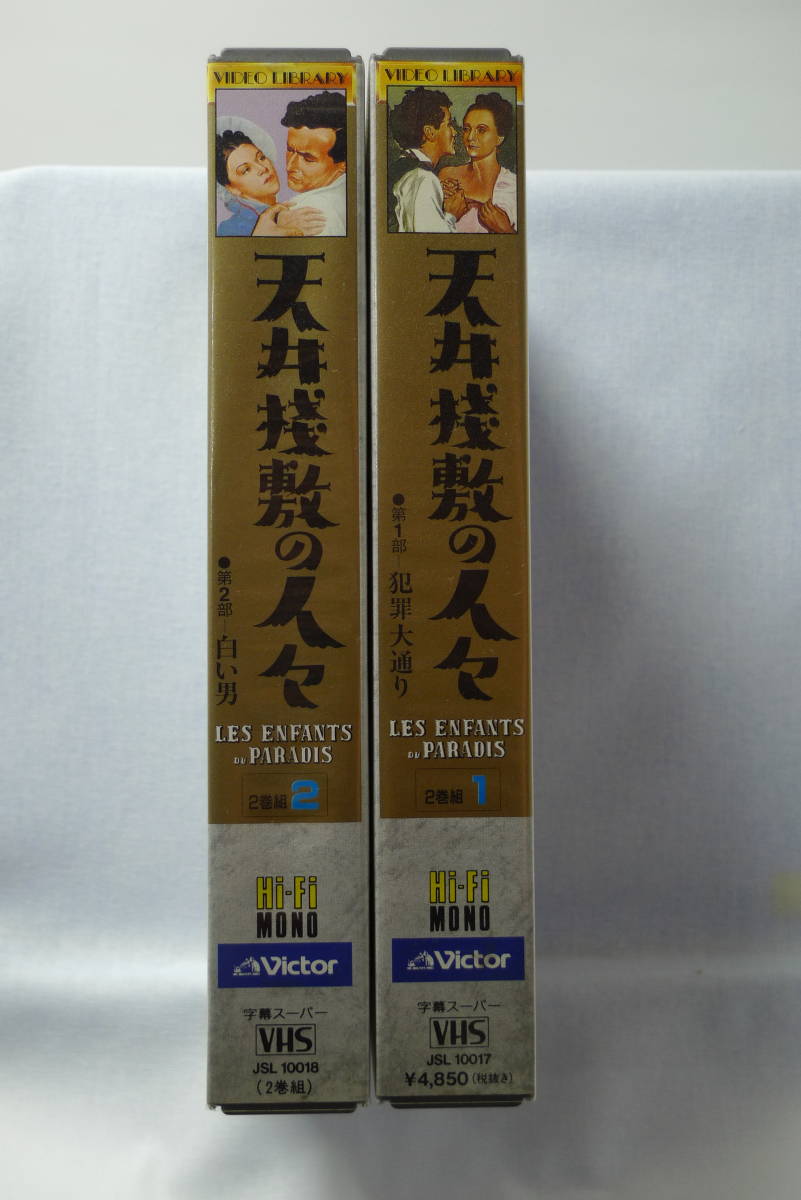 VIDEO LIBRARY
天井棧敷の人々
●第2部─白い男
LES ENFANTS
DU PARADIS
2巻組 2
Hi-Fi
MONO
Victor
字幕スーパー
VHS
JSL 10018
(2巻組)
VIDEO LIBRARY
天井棧敷の人々
●第1部─犯罪大通り
LES ENFANTS
DU PARADIS
2巻組 1
Hi-Fi
MONO
Victor
字幕スーパー
VHS
JSL 10017
¥4,850(税抜き)